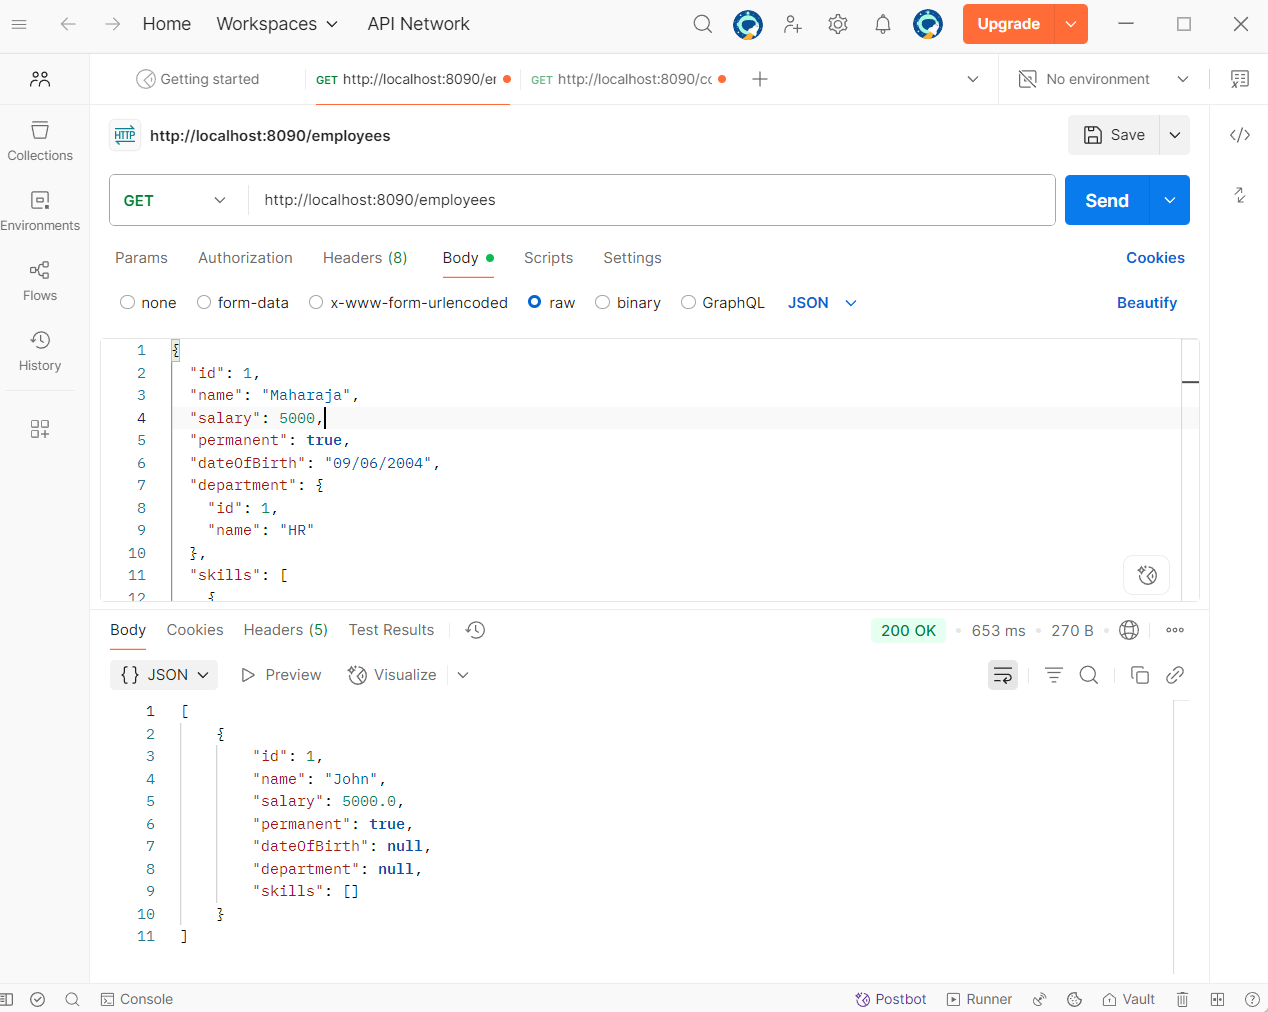 Home Workspaces API Network Upgrade
Getting started GET http://localhost:8090/er GET http://localhost:8090/cc No environment
HTTP http://localhost:8090/employees Save
Collections
Environments
Flows
History
GET http://localhost:8090/employees Send
Params Authorization Headers (8) Body Scripts Settings Cookies
none form-data x-www-form-urlencoded raw binary GraphQL JSON Beautify
1 {
2 "id": 1,
3 "name": "Maharaja",
4 "salary": 5000,
5 "permanent": true,
6 "dateOfBirth": "09/06/2004",
7 "department": {
8 "id": 1,
9 "name": "HR"
10 },
11 "skills": [
12 {
Body Cookies Headers (5) Test Results 200 OK 653 ms 270 B
{} JSON Preview Visualize
1 [
2 {
3 "id": 1,
4 "name": "John",
5 "salary": 5000.0,
6 "permanent": true,
7 "dateOfBirth": null,
8 "department": null,
9 "skills": []
10 }
11 ]
Console Postbot Runner Vault